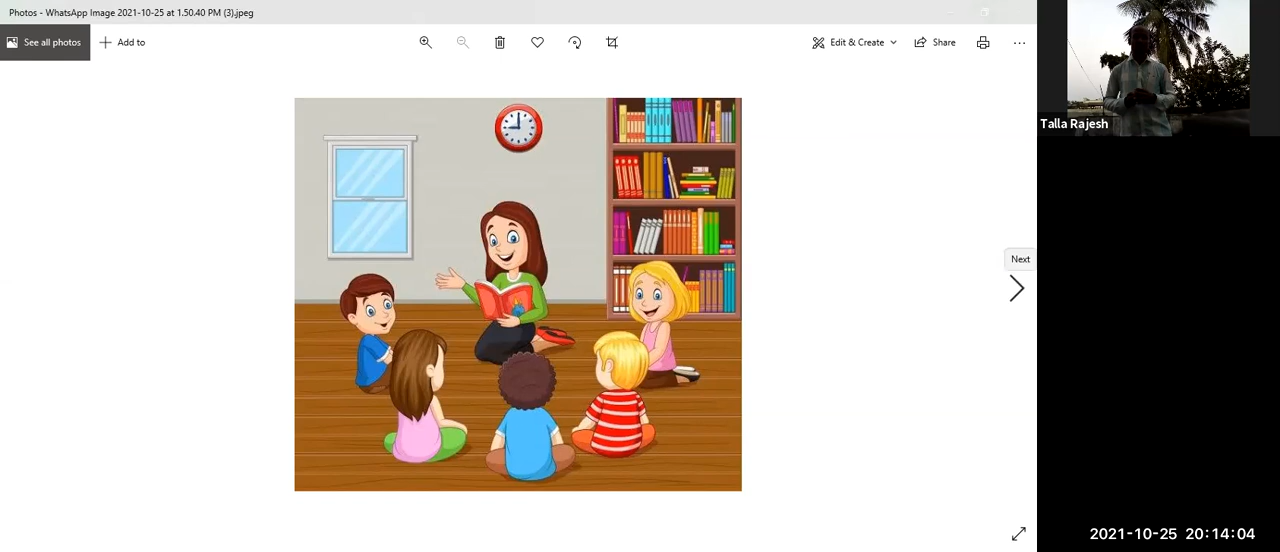 Photos - WhatsApp Image 2021-10-25 at 1.50.40 PM (3).jpeg
See all photos
Add to
Edit & Create
Share
Talla Rajesh
Next
2021-10-25 20:14:04